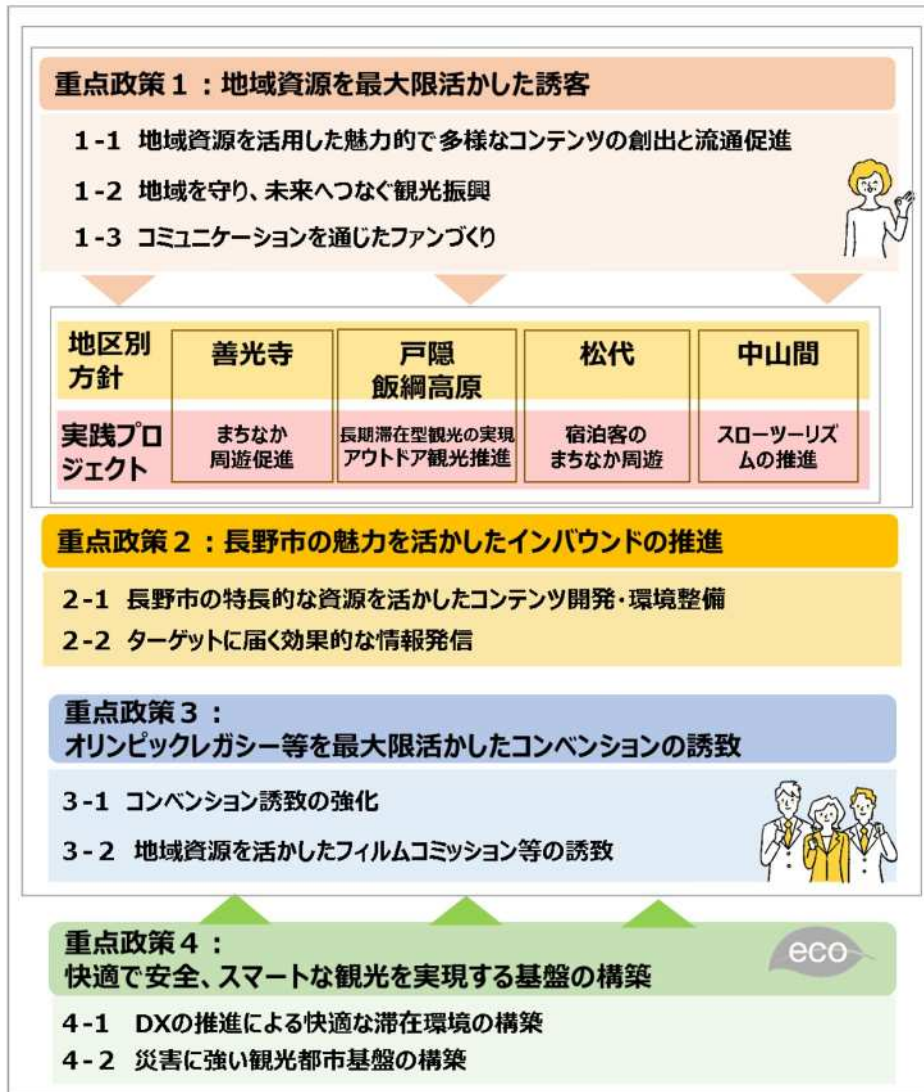 重点政策1：地域資源を最大限活かした誘客
1-1 地域資源を活用した魅力的で多様なコンテンツの創出と流通促進
1-2 地域を守り、未来へつなぐ観光振興
1-3 コミュニケーションを通じたファンづくり
地区別
方針
善光寺
戸隠
飯綱高原
松代
中山間
実践プロ
ジェクト
まちなか
周遊促進
長期滞在型観光の実現
アウトドア観光推進
宿泊客の
まちなか周遊
スローツーリズ
ムの推進
重点政策2：長野市の魅力を活かしたインバウンドの推進
2-1 長野市の特長的な資源を活かしたコンテンツ開発・環境整備
2-2 ターゲットに届く効果的な情報発信
重点政策3：
オリンピックレガシー等を最大限活かしたコンベンションの誘致
3-1 コンベンション誘致の強化
3-2 地域資源を活かしたフィルムコミッション等の誘致
重点政策4：
快適で安全、スマートな観光を実現する基盤の構築
eco
4-1 DXの推進による快適な滞在環境の構築
4-2 災害に強い観光都市基盤の構築